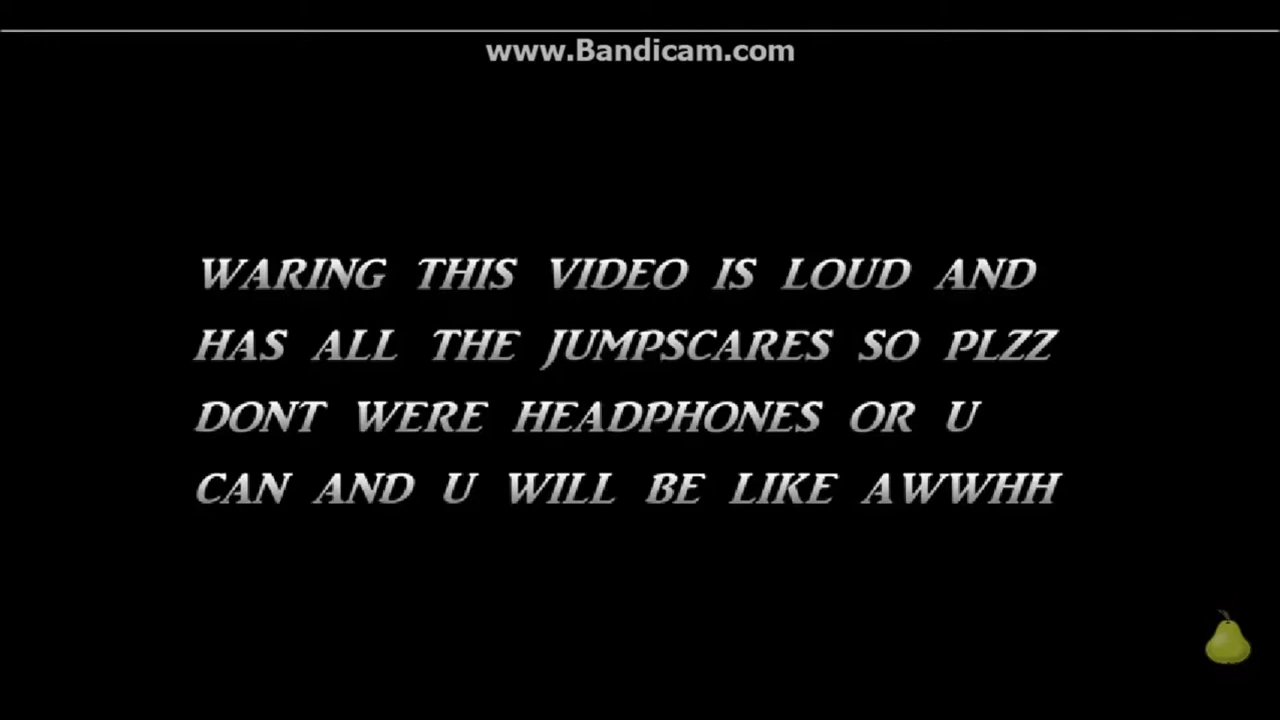 www.Bandicam.com
WARING THIS VIDEO IS LOUD AND
HAS ALL THE JUMPSCARES SO PLZZ
DONT WERE HEADPHONES OR U
CAN AND U WILL BE LIKE AWWHH